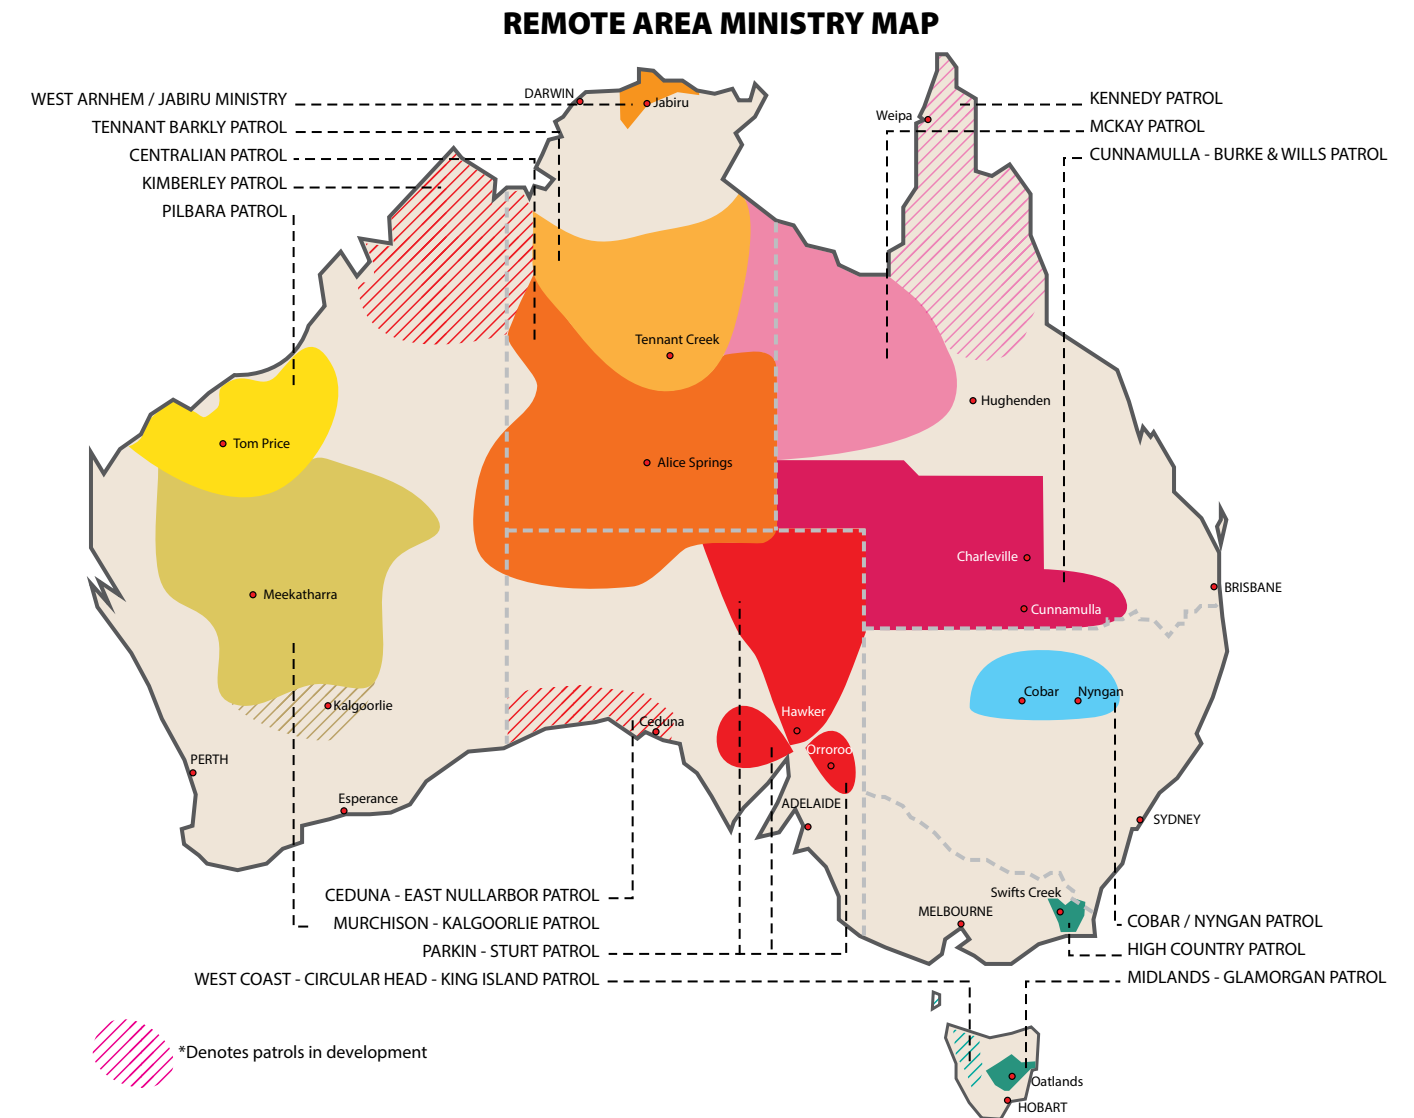 REMOTE AREA MINISTRY MAP
WEST ARNHEM / JABIRU MINISTRY
TENNANT BARKLY PATROL
CENTRALIAN PATROL
KIMBERLEY PATROL
PILBARA PATROL
DARWIN
Jabiru
Weipa
KENNEDY PATROL
MCKAY PATROL
CUNNAMULLA - BURKE & WILLS PATROL
Tennant Creek
Hughenden
Tom Price
Alice Springs
Charleville
Meekatharra
Cunnamulla
BRISBANE
Kalgoorlie
Ceduna
Hawker
Cobar
Nyngan
Orroroo
PERTH
Esperance
ADELAIDE
SYDNEY
Swifts Creek
MELBOURNE
CEDUNA - EAST NULLARBOR PATROL
MURCHISON - KALGOORLIE PATROL
PARKIN - STURT PATROL
WEST COAST - CIRCULAR HEAD - KING ISLAND PATROL
COBAR / NYNGAN PATROL
HIGH COUNTRY PATROL
MIDLANDS - GLAMORGAN PATROL
*Denotes patrols in development
Oatlands
HOBART